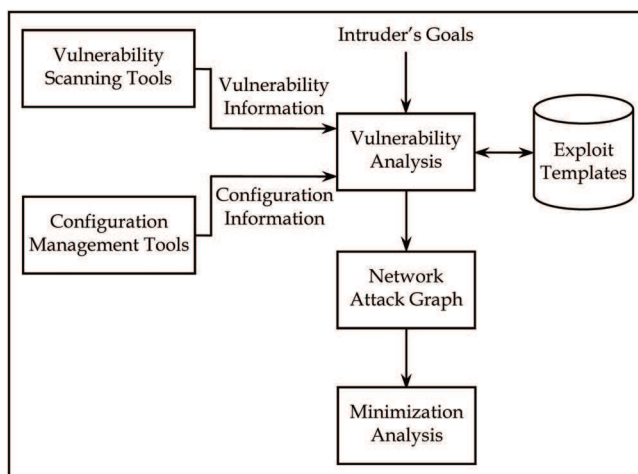 Vulnerability
Scanning Tools
Intruder's Goals
Vulnerability
Information
Vulnerability
Analysis
Exploit
Templates
Configuration
Management Tools
Configuration
Information
Network
Attack Graph
Minimization
Analysis